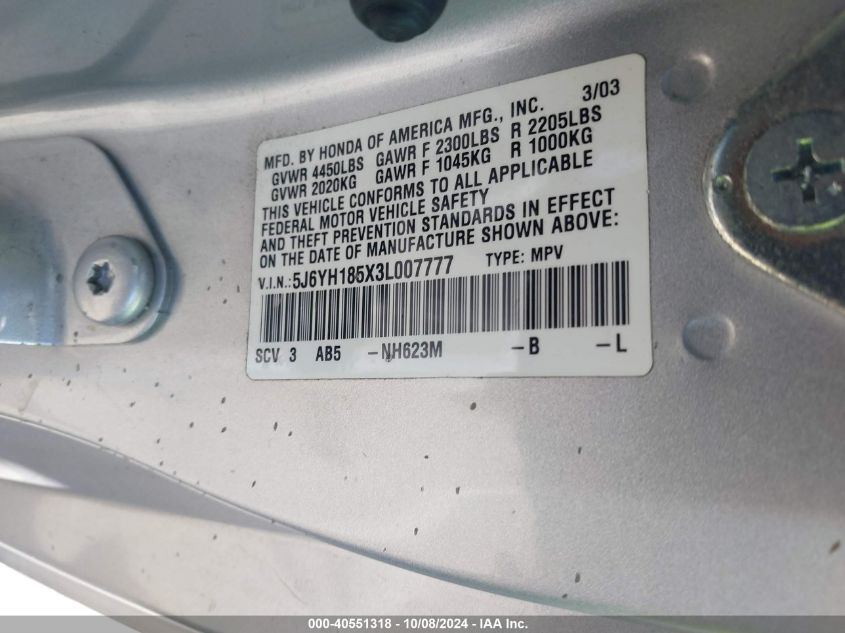 MFD. BY HONDA OF AMERICA MFG., INC. 3/03
GVWR 4450LBS GAWR F 2300LBS R 2205LBS
GVWR 2020KG GAWR F 1045KG R 1000KG
THIS VEHICLE CONFORMS TO ALL APPLICABLE
FEDERAL MOTOR VEHICLE SAFETY
AND THEFT PREVENTION STANDARDS IN EFFECT
ON THE DATE OF MANUFACTURE SHOWN ABOVE:
V.I.N.:5J6YH185X3L007777 TYPE: MPV
SCV 3 AB5 -NH623M -B -L
000-40551318 - 10/08/2024 - IAA Inc.